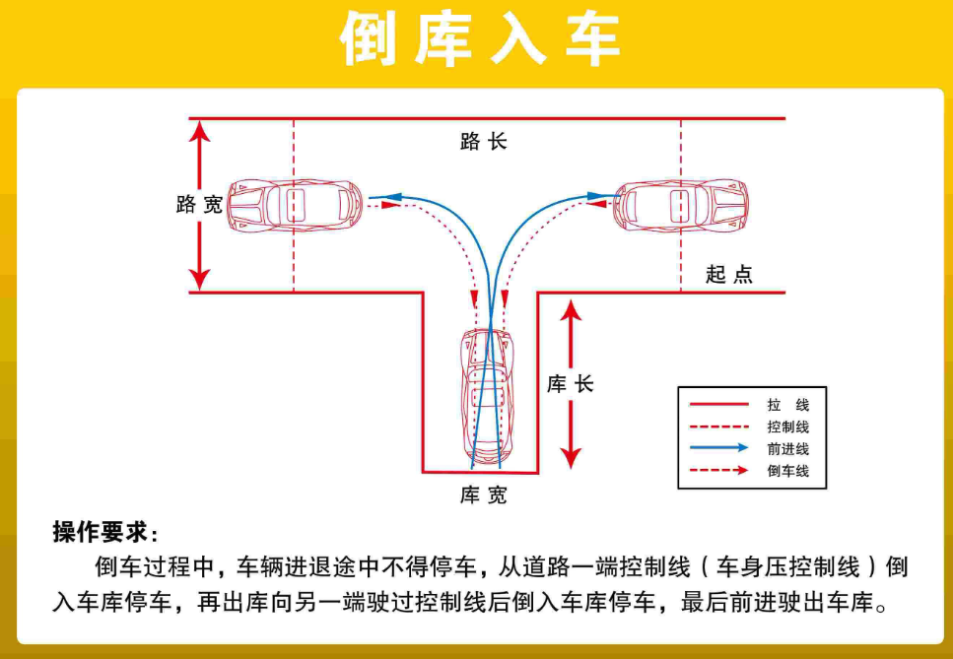 倒库入车
路长
路宽
起点
库长
拉 线
控制线
前进线
倒车线
库宽
操作要求：
倒车过程中，车辆进退途中不得停车，从道路一端控制线（车身压控制线）倒
入车库停车，再出库向另一端驶过控制线后倒入车库停车，最后前进驶出车库。